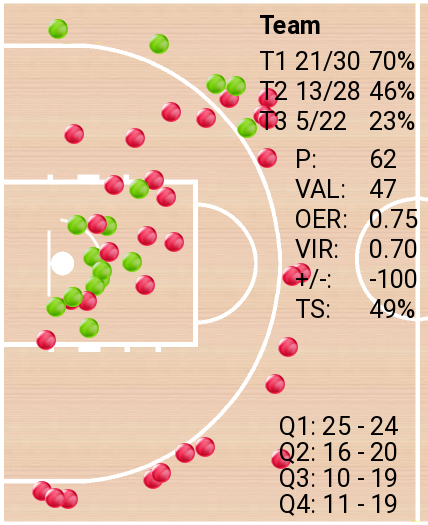 Team
T1 21/30 70%
T2 13/28 46%
T3 5/22 23%
P: 62
VAL: 47
OER: 0.75
VIR: 0.70
+/-: -100
TS: 49%
Q1: 25 - 24
Q2: 16 - 20
Q3: 10 - 19
Q4: 11 - 19